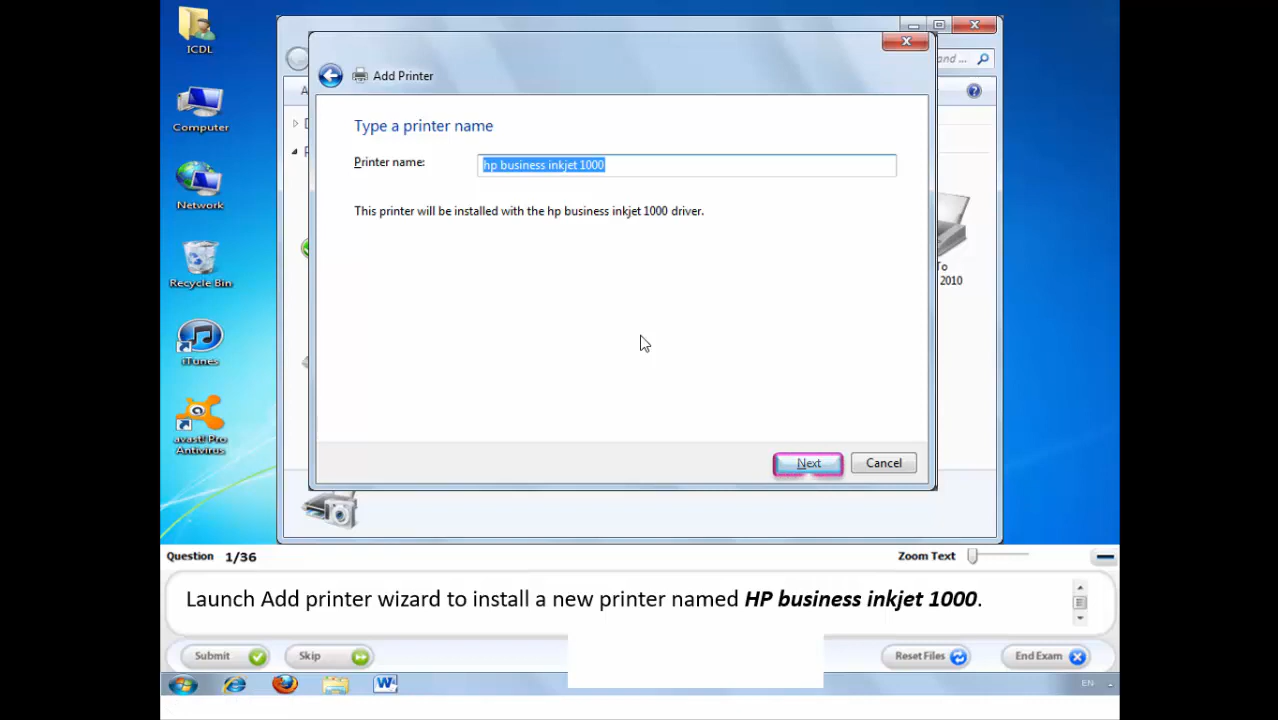 ICDL
Computer
Network
Recycle Bin
iTunes
avast! Pro
Antivirus
and ...
Add Printer
Type a printer name
Printer name:
hp business inkjet 1000
This printer will be installed with the hp business inkjet 1000 driver.
To
2010
Next
Cancel
Question 1/36
Zoom Text
Launch Add printer wizard to install a new printer named HP business inkjet 1000.
Submit
Skip
Reset Files
End Exam
EN